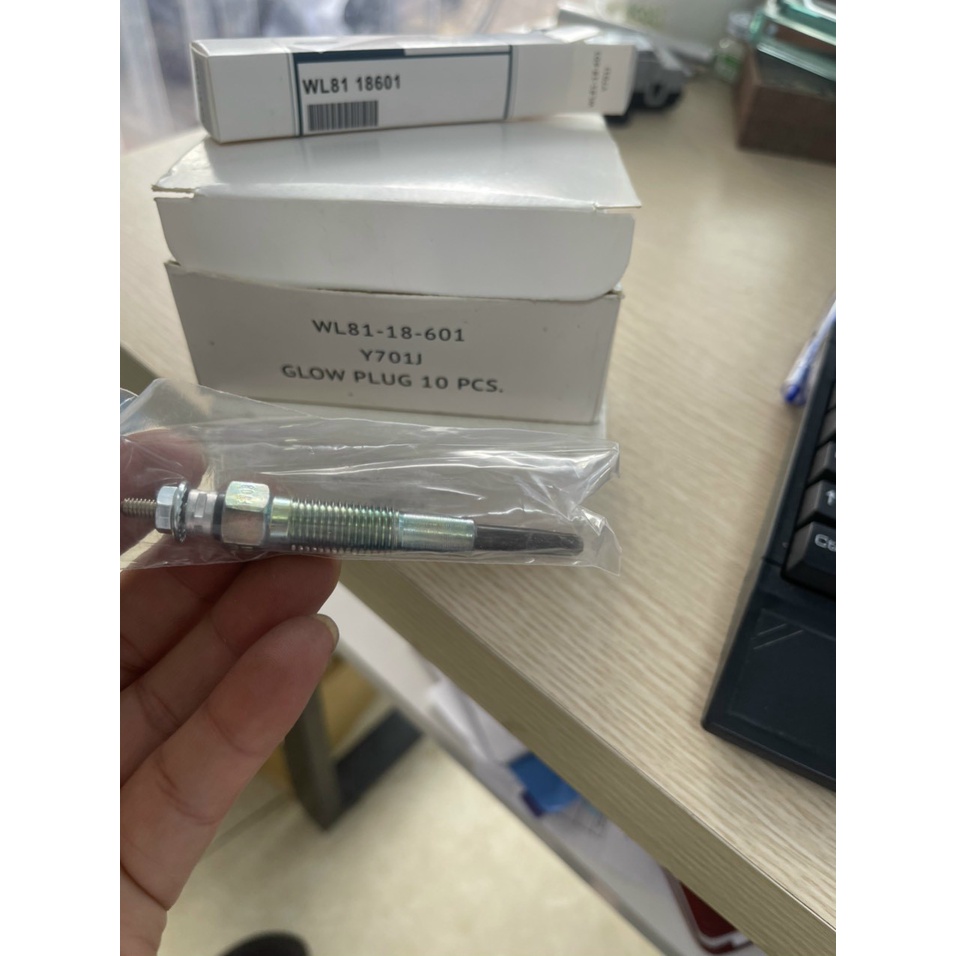 WL81 18601
WL81-18-601
Y701J
GLOW PLUG 10 PCS.